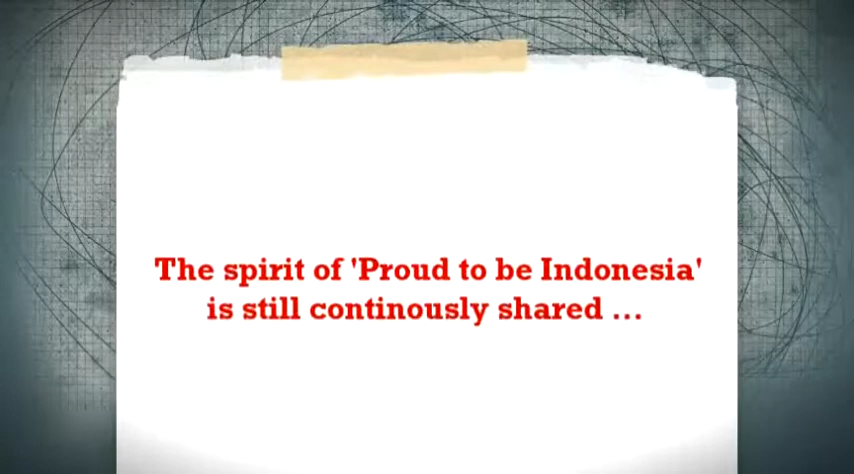 The spirit of 'Proud to be Indonesia'
is still continously shared ...